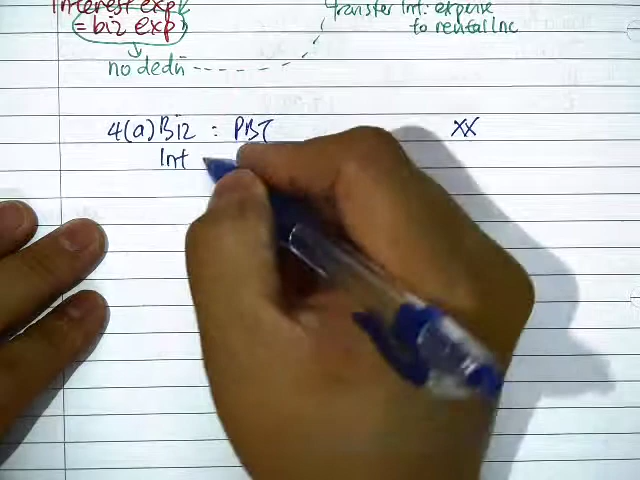 Interest exp
= biz exp
transfer Int: expense
to rental Inc
no dedn
4(a) Biz : PBT XX
Int